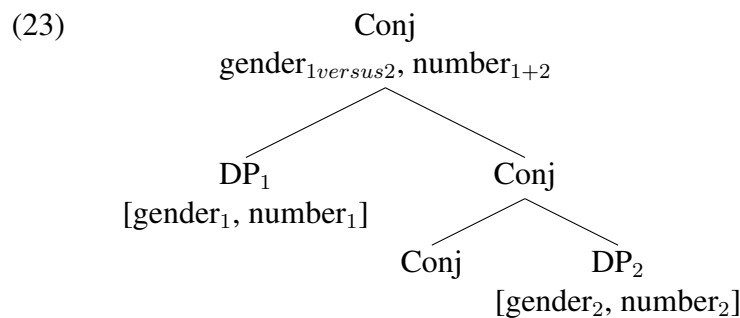 (23) Conj
gender₁ᵥₑᵣₛᵤₛ₂, number₁₊₂
DP₁ Conj
[gender₁, number₁]
Conj DP₂
[gender₂, number₂]